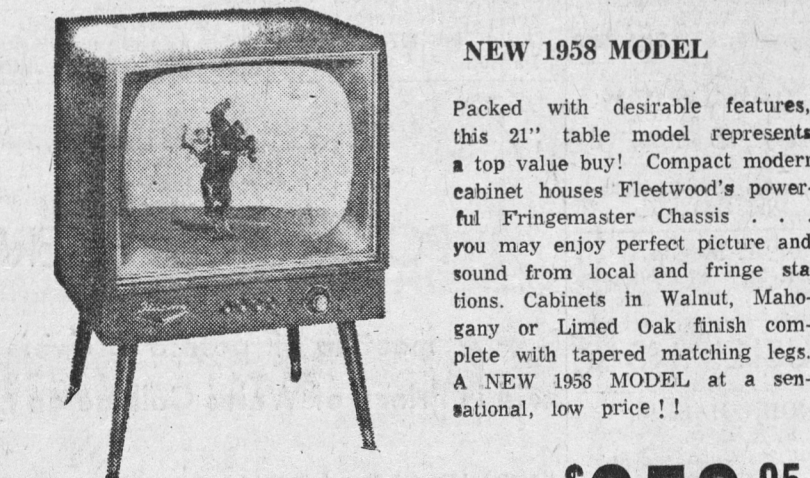 NEW 1958 MODEL
Packed with desirable features,
this 21" table model represents
a top value buy! Compact modern
cabinet houses Fleetwood's power-
ful Fringemaster Chassis . . .
you may enjoy perfect picture and
sound from local and fringe sta
tions. Cabinets in Walnut, Maho-
gany or Limed Oak finish com-
plete with tapered matching legs.
A NEW 1958 MODEL at a sen-
sational, low price ! !